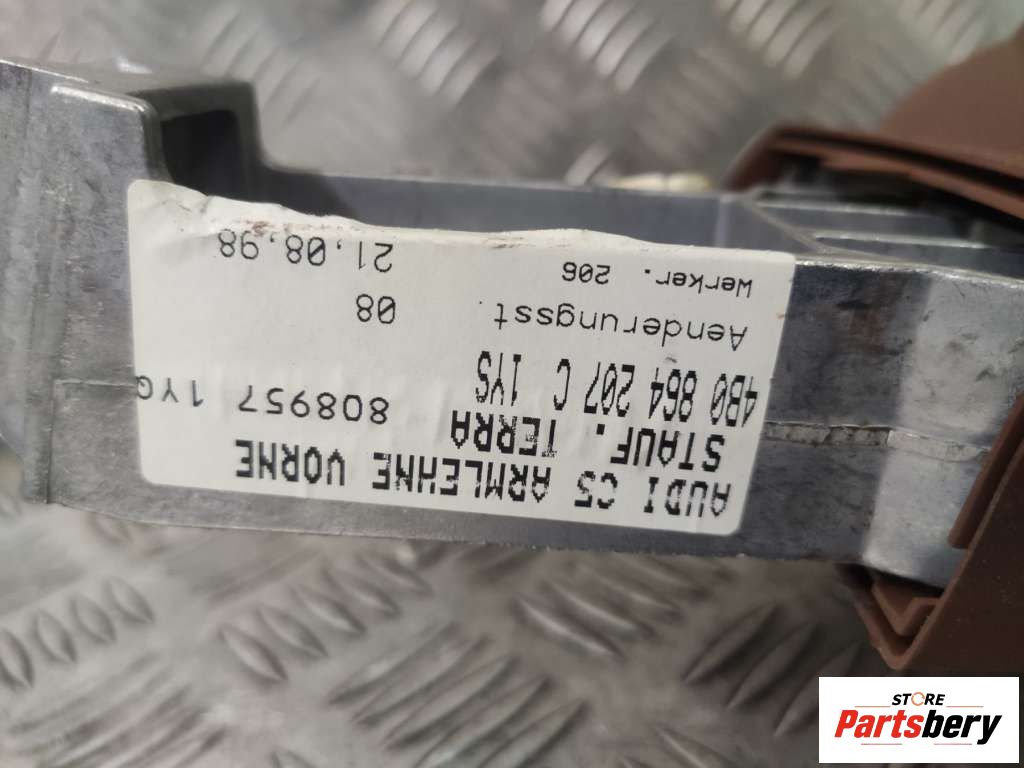 AUDI C5 ARMLEHNE VORNE
STAUF. TERRA 808957 1YG
4B0 864 207 C 1YS
Aenderungsst. 08
Werker. 206 21,08,98
STORE
Partsbery